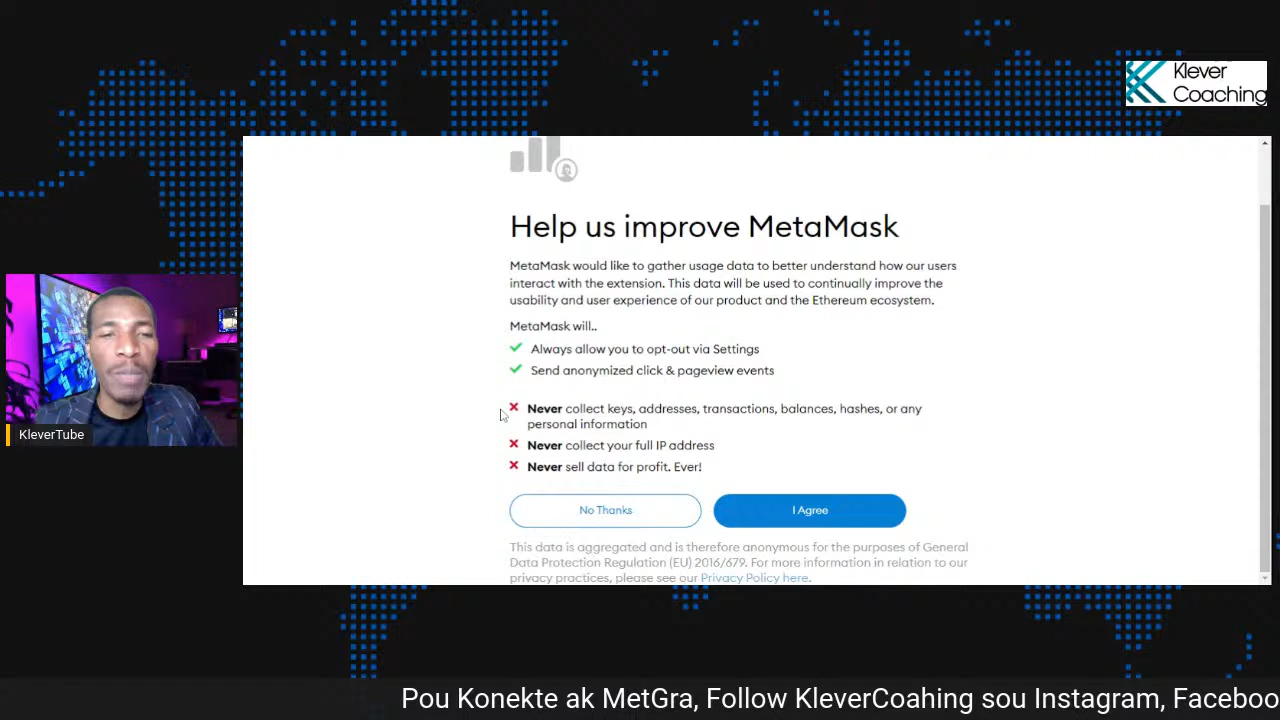 Klever
Coaching
Help us improve MetaMask
MetaMask would like to gather usage data to better understand how our users
interact with the extension. This data will be used to continually improve the
usability and user experience of our product and the Ethereum ecosystem.
MetaMask will..
Always allow you to opt-out via Settings
Send anonymized click & pageview events
Never collect keys, addresses, transactions, balances, hashes, or any
personal information
Never collect your full IP address
Never sell data for profit. Ever!
No Thanks
I Agree
This data is aggregated and is therefore anonymous for the purposes of General
Data Protection Regulation (EU) 2016/679. For more information in relation to our
privacy practices, please see our Privacy Policy here.
KleverTube
Pou Konekte ak MetGra, Follow KleverCoahing sou Instagram, Faceboo